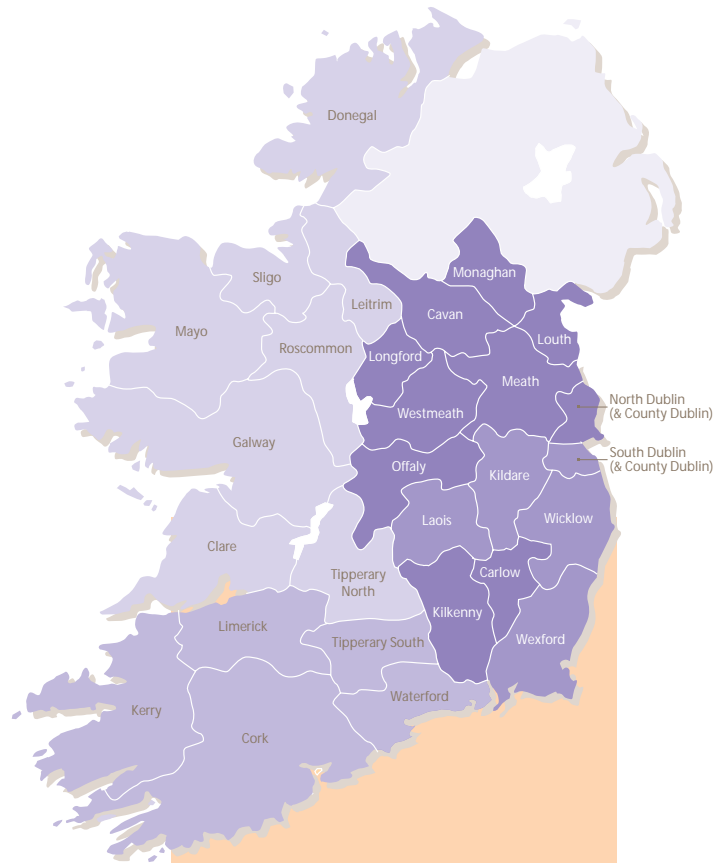 Donegal
Monaghan
Sligo
Leitrim
Cavan
Mayo
Louth
Roscommon
Longford
Meath
North Dublin
(& County Dublin)
Westmeath
Galway
South Dublin
(& County Dublin)
Offaly
Kildare
Laois
Wicklow
Clare
Carlow
Tipperary
North
Kilkenny
Limerick
Wexford
Tipperary South
Waterford
Kerry
Cork